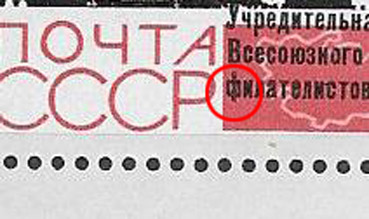 ПОЧТА
СССР
Учредительна
Всесоюзного
филателистов